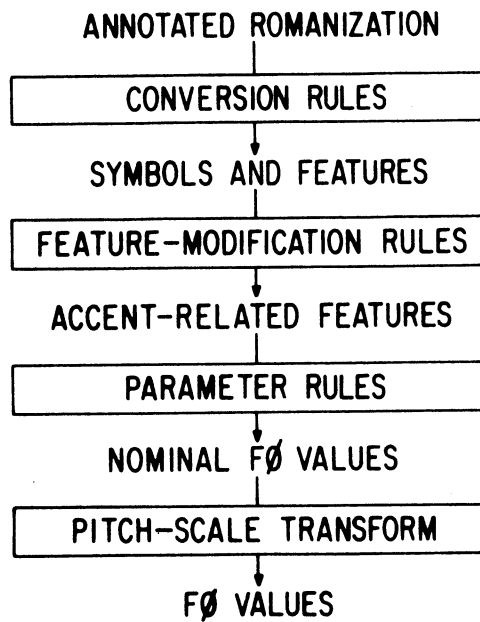 ANNOTATED ROMANIZATION
CONVERSION RULES
SYMBOLS AND FEATURES
FEATURE-MODIFICATION RULES
ACCENT-RELATED FEATURES
PARAMETER RULES
NOMINAL FØ VALUES
PITCH-SCALE TRANSFORM
FØ VALUES